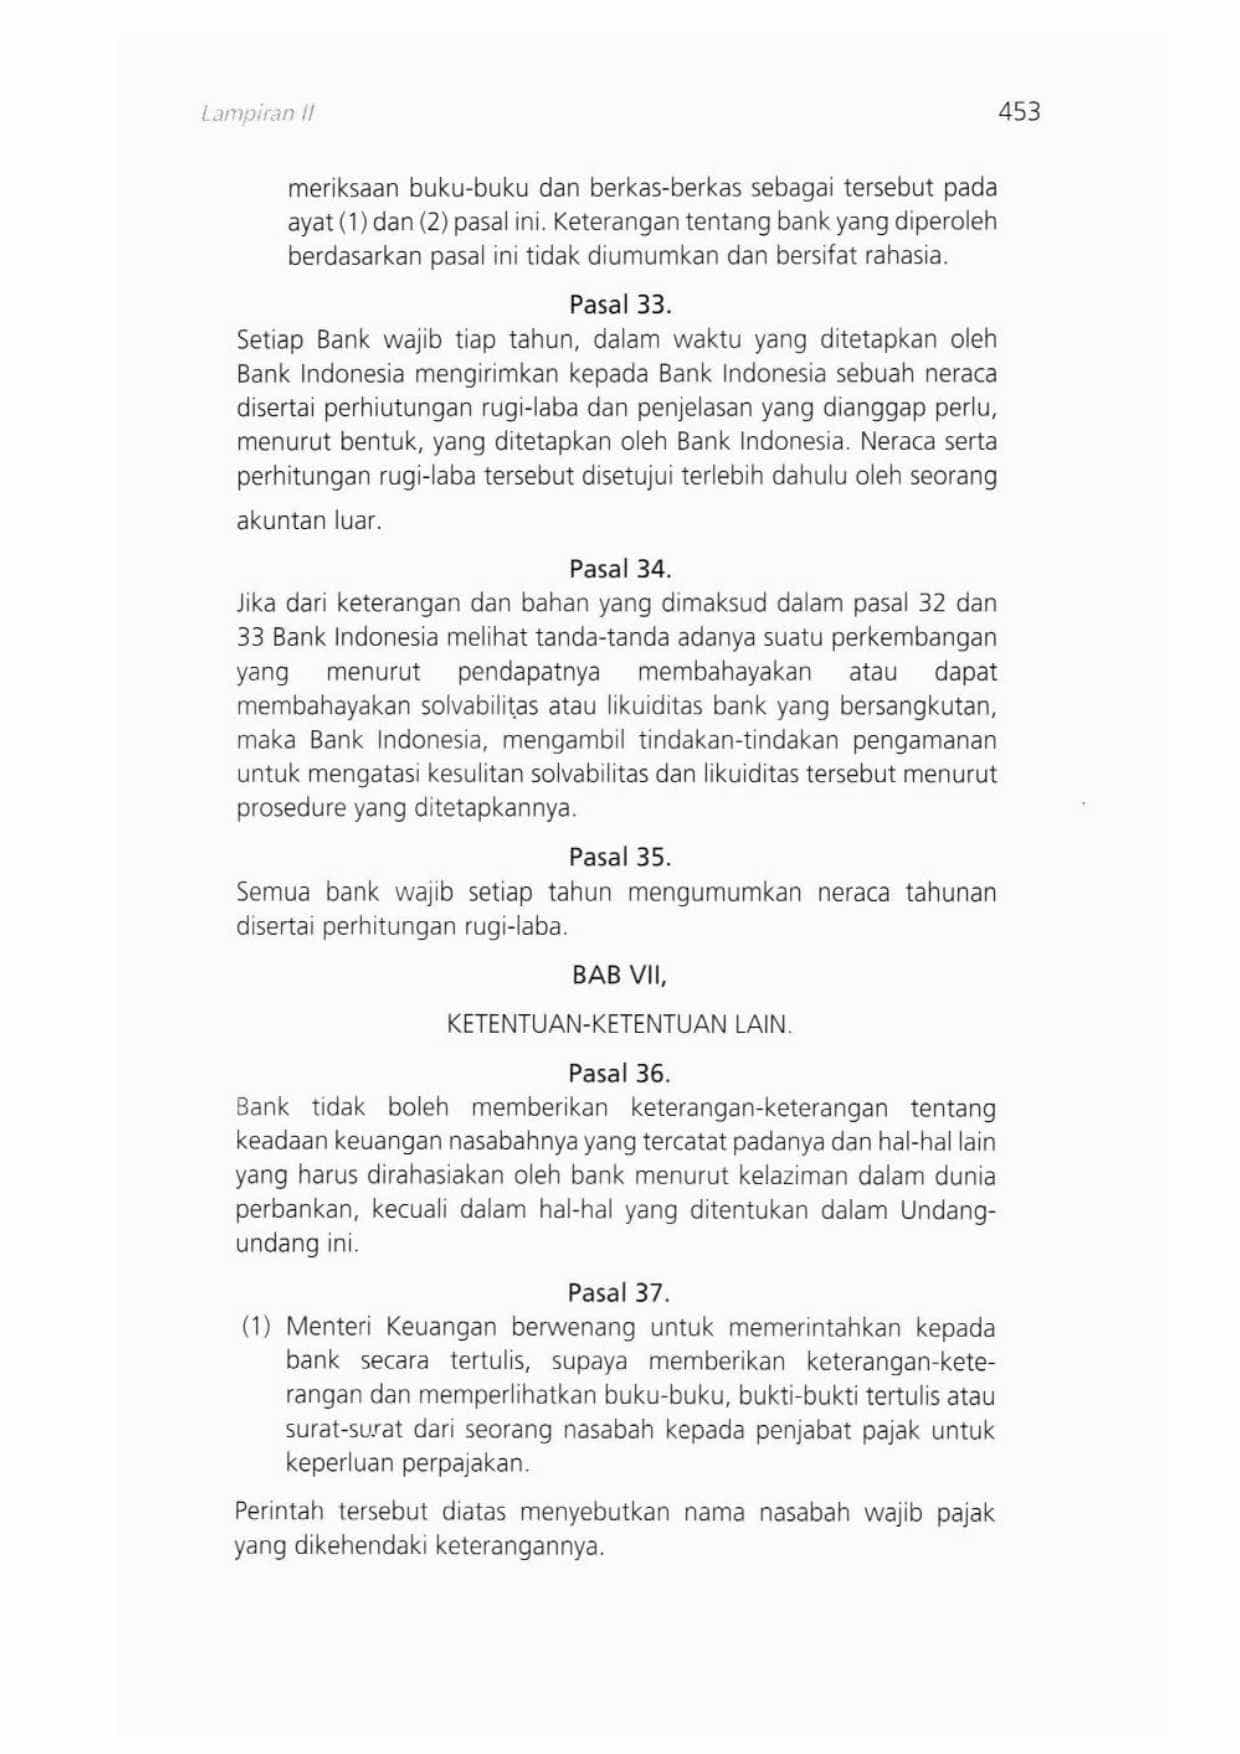 Lampiran II
453
meriksaan buku-buku dan berkas-berkas sebagai tersebut pada
ayat (1) dan (2) pasal ini. Keterangan tentang bank yang diperoleh
berdasarkan pasal ini tidak diumumkan dan bersifat rahasia.
Pasal 33.
Setiap Bank wajib tiap tahun, dalam waktu yang ditetapkan oleh
Bank Indonesia mengirimkan kepada Bank Indonesia sebuah neraca
disertai perhiutungan rugi-laba dan penjelasan yang dianggap perlu,
menurut bentuk, yang ditetapkan oleh Bank Indonesia. Neraca serta
perhitungan rugi-laba tersebut disetujui terlebih dahulu oleh seorang
akuntan luar.
Pasal 34.
Jika dari keterangan dan bahan yang dimaksud dalam pasal 32 dan
33 Bank Indonesia melihat tanda-tanda adanya suatu perkembangan
yang menurut pendapatnya membahayakan atau dapat
membahayakan solvabilitas atau likuiditas bank yang bersangkutan,
maka Bank Indonesia, mengambil tindakan-tindakan pengamanan
untuk mengatasi kesulitan solvabilitas dan likuiditas tersebut menurut
prosedure yang ditetapkannya.
Pasal 35.
Semua bank wajib setiap tahun mengumumkan neraca tahunan
disertai perhitungan rugi-laba.
BAB VII,
KETENTUAN-KETENTUAN LAIN.
Pasal 36.
Bank tidak boleh memberikan keterangan-keterangan tentang
keadaan keuangan nasabahnya yang tercatat padanya dan hal-hal lain
yang harus dirahasiakan oleh bank menurut kelaziman dalam dunia
perbankan, kecuali dalam hal-hal yang ditentukan dalam Undang-
undang ini.
Pasal 37.
(1) Menteri Keuangan berwenang untuk memerintahkan kepada
bank secara tertulis, supaya memberikan keterangan-kete-
rangan dan memperlihatkan buku-buku, bukti-bukti tertulis atau
surat-surat dari seorang nasabah kepada penjabat pajak untuk
keperluan perpajakan.
Perintah tersebut diatas menyebutkan nama nasabah wajib pajak
yang dikehendaki keterangannya.